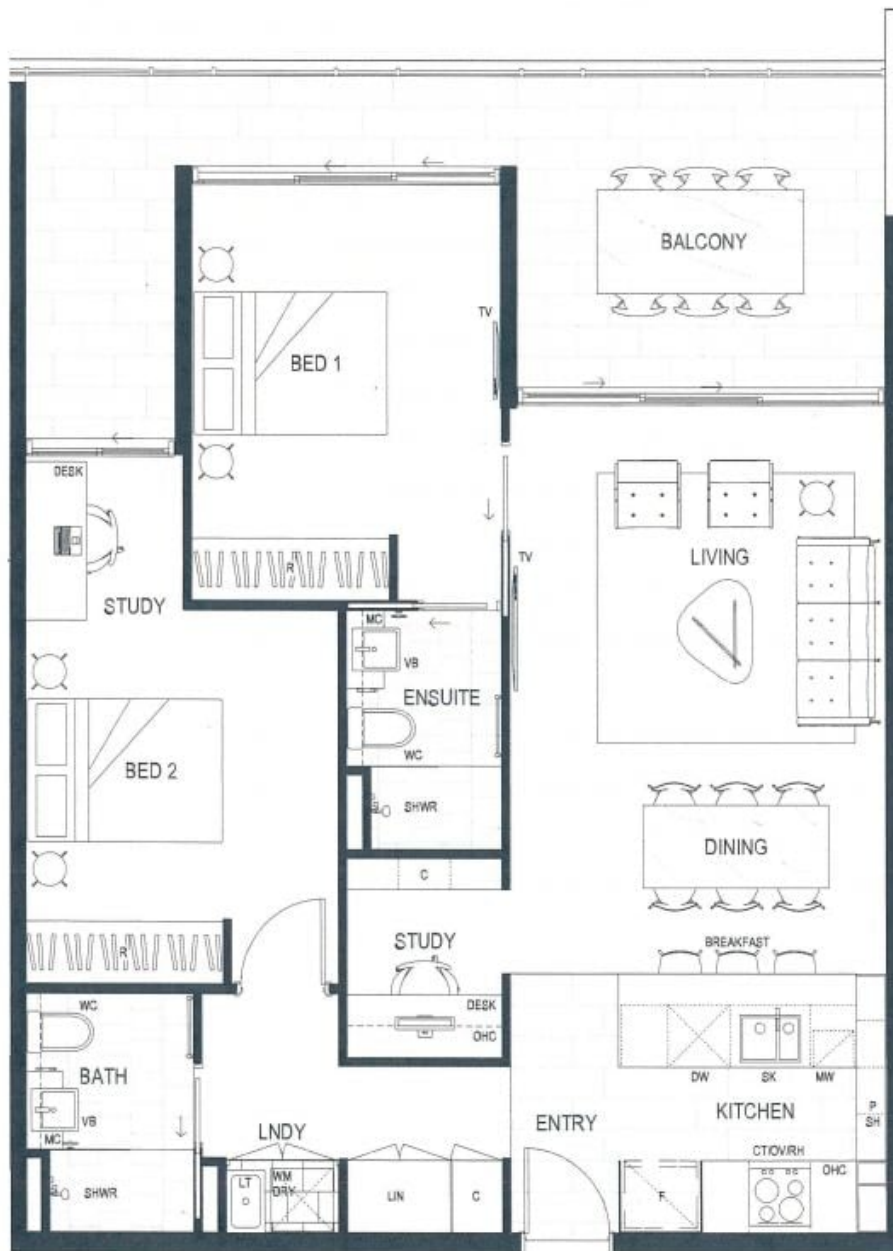 BALCONY
TV
BED 1
DESK
R
STUDY
TV
LIVING
MC
VB
ENSUITE
WC
SHWR
BED 2
DINING
C
STUDY
BREAKFAST
R
DESK
OHC
WC
BATH
VB
MC
SHWR
DW
SK
MW
KITCHEN
P
SH
ENTRY
LNDY
CT/OV/RH
OHC
LT
WM
DRY
LIN
C
F